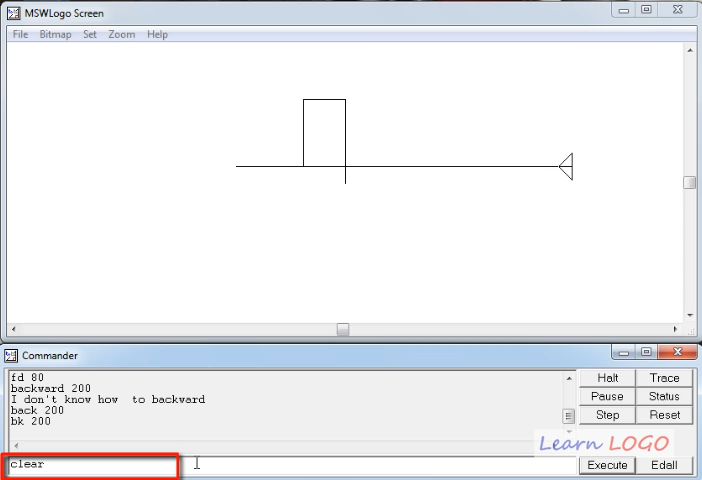 MSWLogo Screen
File Bitmap Set Zoom Help
Commander
fd 80
backward 200
I don't know how  to backward
back 200
bk 200
clear
Halt Trace
Pause Status
Step Reset
Learn LOGO
Execute Edall